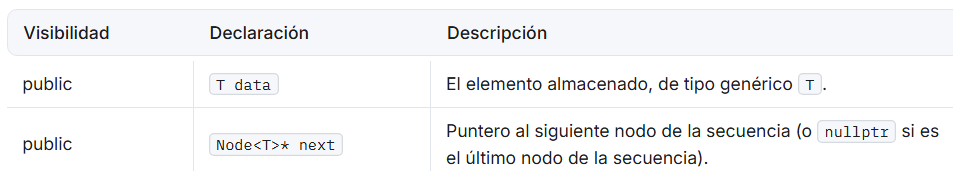 Visibilidad Declaración Descripción
public T data El elemento almacenado, de tipo genérico T.
public Node<T>* next Puntero al siguiente nodo de la secuencia (o nullptr si es
el último nodo de la secuencia).